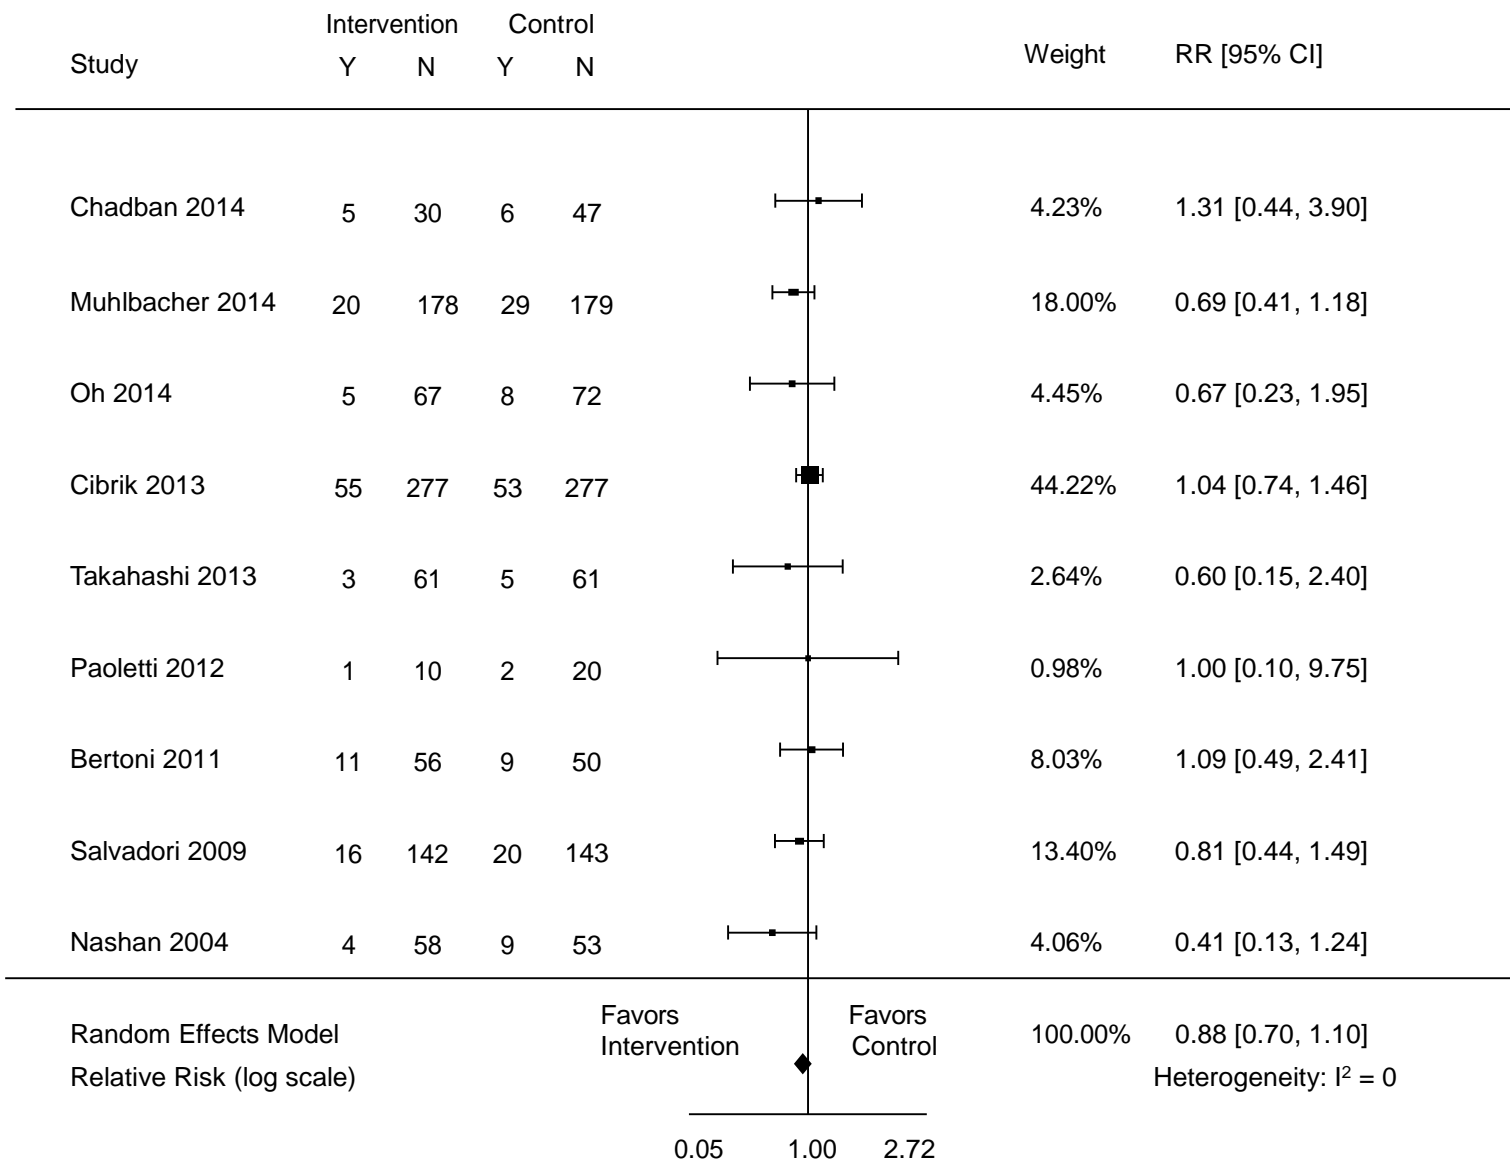 Intervention Control
Study Y N Y N Weight RR [95% CI]
Chadban 2014 5 30 6 47 4.23% 1.31 [0.44, 3.90]
Muhlbacher 2014 20 178 29 179 18.00% 0.69 [0.41, 1.18]
Oh 2014 5 67 8 72 4.45% 0.67 [0.23, 1.95]
Cibrik 2013 55 277 53 277 44.22% 1.04 [0.74, 1.46]
Takahashi 2013 3 61 5 61 2.64% 0.60 [0.15, 2.40]
Paoletti 2012 1 10 2 20 0.98% 1.00 [0.10, 9.75]
Bertoni 2011 11 56 9 50 8.03% 1.09 [0.49, 2.41]
Salvadori 2009 16 142 20 143 13.40% 0.81 [0.44, 1.49]
Nashan 2004 4 58 9 53 4.06% 0.41 [0.13, 1.24]
Favors Favors
Random Effects Model Intervention Control 100.00% 0.88 [0.70, 1.10]
Relative Risk (log scale) Heterogeneity: I² = 0
0.05 1.00 2.72